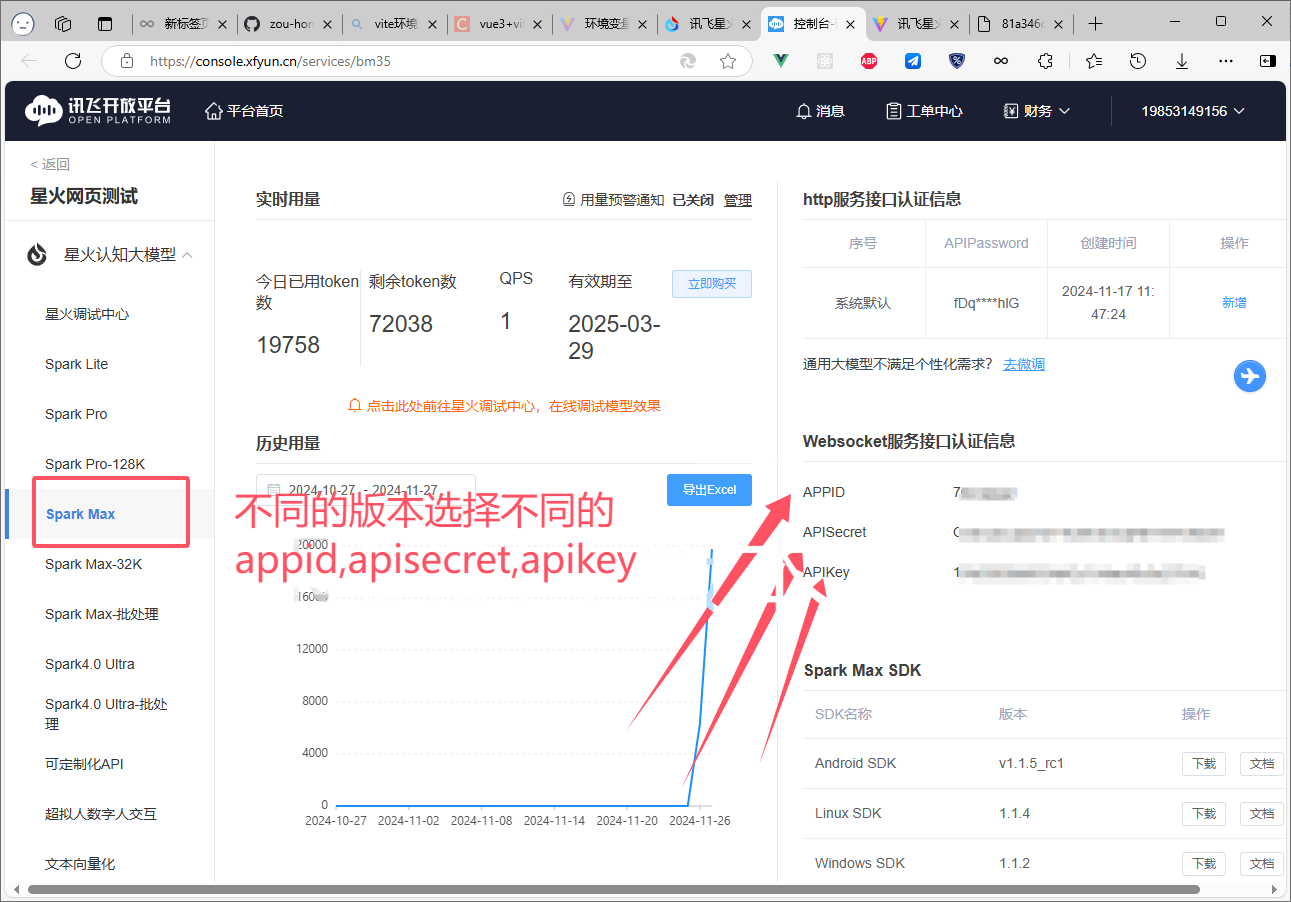 新标签页
zou-hon
vite环境
vue3+vi
环境变量
讯飞星火
控制台-
讯飞星火
81a346c
https://console.xfyun.cn/services/bm35
讯飞开放平台
OPEN PLATFORM
平台首页
消息
工单中心
财务
19853149156
< 返回
星火网页测试
星火认知大模型
星火调试中心
Spark Lite
Spark Pro
Spark Pro-128K
Spark Max
Spark Max-32K
Spark Max-批处理
Spark4.0 Ultra
Spark4.0 Ultra-批处
理
可定制化API
超拟人数字人交互
文本向量化
实时用量
用量预警通知 已关闭 管理
今日已用token
数
19758
剩余token数
72038
QPS
1
有效期至
2025-03-
29
立即购买
点击此处前往星火调试中心，在线调试模型效果
历史用量
2024-10-27 - 2024-11-27
导出Excel
不同的版本选择不同的
appid,apisecret,apikey
20000
16000
12000
8000
4000
0
2024-10-27 2024-11-02 2024-11-08 2024-11-14 2024-11-20 2024-11-26
http服务接口认证信息
序号 APIPassword 创建时间 操作
系统默认 fDq****hlG 2024-11-17 11:
47:24 新增
通用大模型不满足个性化需求？ 去微调
Websocket服务接口认证信息
APPID 7
APISecret
APIKey 1
Spark Max SDK
SDK名称 版本 操作
Android SDK v1.1.5_rc1 下载 文档
Linux SDK 1.1.4 下载 文档
Windows SDK 1.1.2 下载 文档